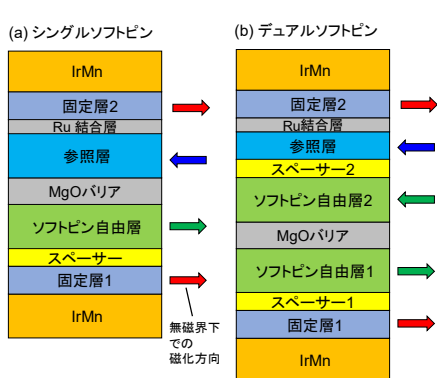 (a) シングルソフトピン
IrMn
固定層2
Ru 結合層
参照層
MgOバリア
ソフトピン自由層
スペーサー
固定層1
IrMn
無磁界下
での
磁化方向
(b) デュアルソフトピン
IrMn
固定層2
Ru結合層
参照層
スペーサー2
ソフトピン自由層2
MgOバリア
ソフトピン自由層1
スペーサー1
固定層1
IrMn